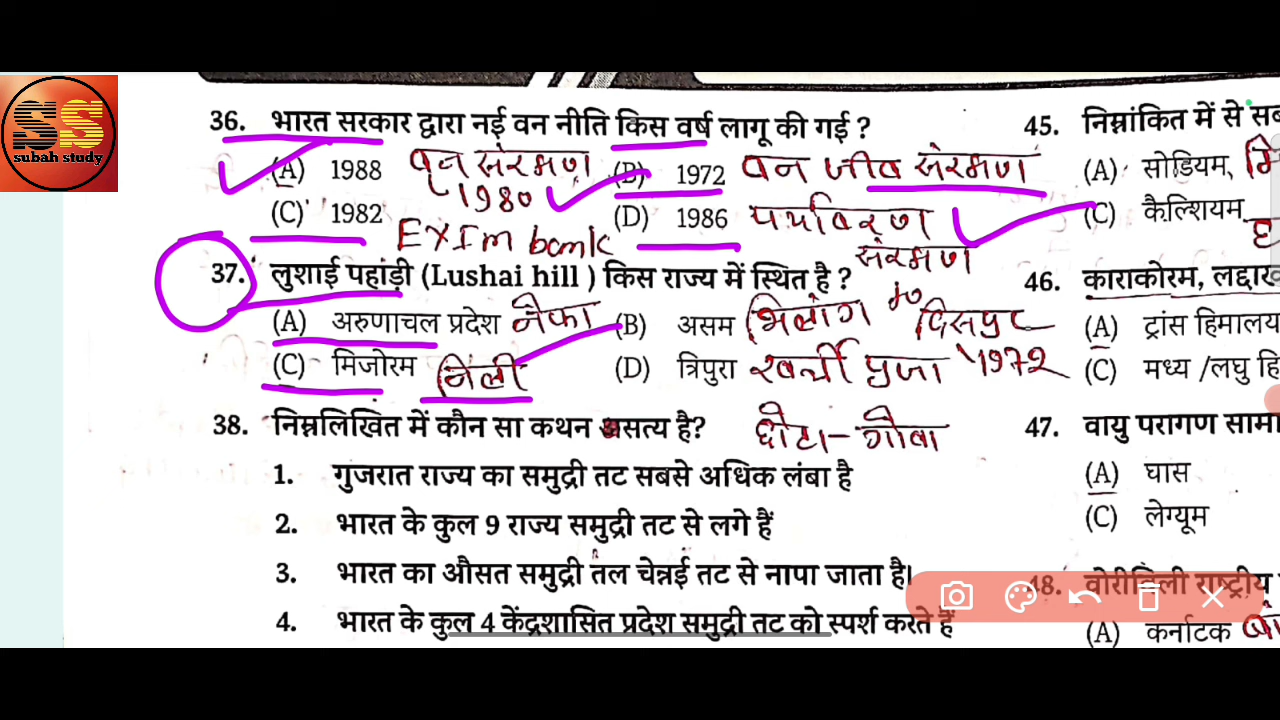 SS
subah study
36. भारत सरकार द्वारा नई वन नीति किस वर्ष लागू की गई ?
(A) 1988 वन संरक्षण 1980 (B) 1972 वन जीव संरक्षण
(C) 1982 EXIm bank (D) 1986 पर्यावरण संरक्षण
37. लुशाई पहांड़ी (Lushai hill ) किस राज्य में स्थित है ?
(A) अरुणाचल प्रदेश नेफा (B) असम दिसपुर
(C) मिजोरम (D) त्रिपुरा खर्ची पुजा 1972
38. निम्नलिखित में कौन सा कथन असत्य है? छोटा - गोवा
1. गुजरात राज्य का समुद्री तट सबसे अधिक लंबा है
2. भारत के कुल 9 राज्य समुद्री तट से लगे हैं
3. भारत का औसत समुद्री तल चेन्नई तट से नापा जाता है।
4. भारत के कुल 4 केंद्रशासित प्रदेश समुद्री तट को स्पर्श करते हैं
45. निम्नांकित में से
(A) सोडियम,
(C) कैल्शियम
46. काराकोरम, लद्दाख
(A) ट्रांस हिमालय
(C) मध्य /लघु हि
47. वायु परागण सामा
(A) घास
(C) लेग्यूम
48. वोरीविली राष्ट्रीय
(A) कर्नाटक